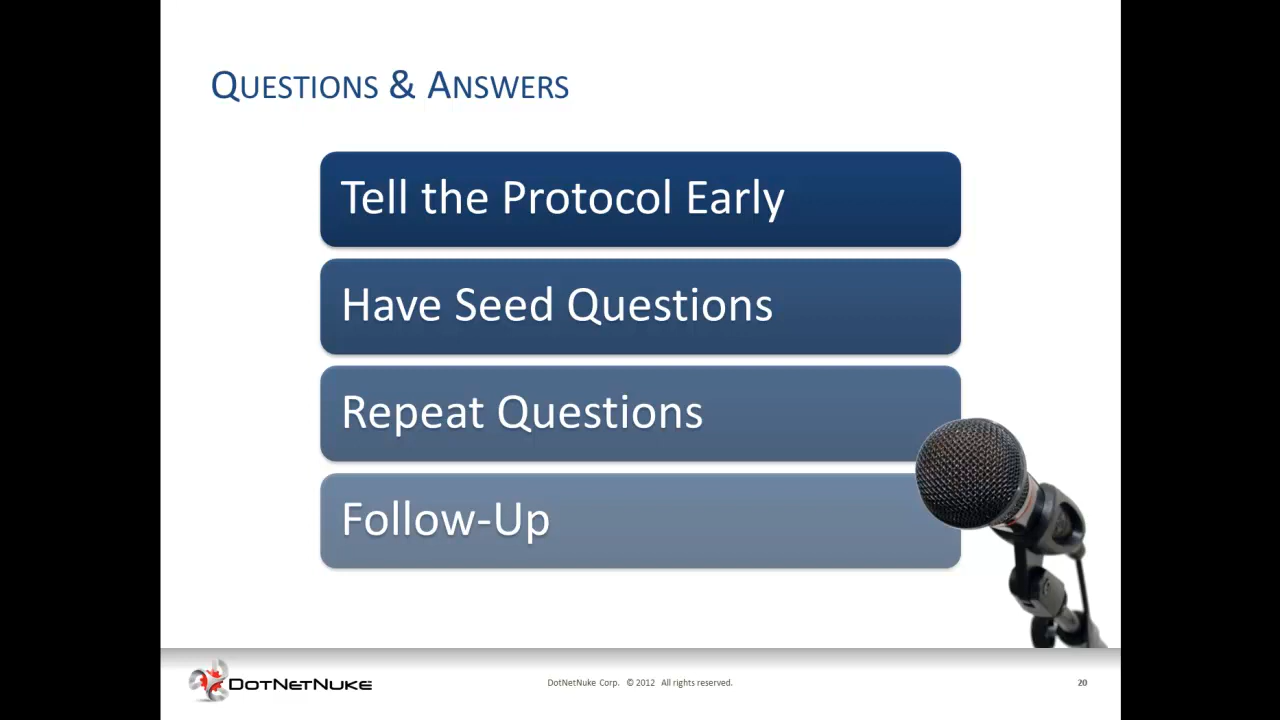 QUESTIONS & ANSWERS
Tell the Protocol Early
Have Seed Questions
Repeat Questions
Follow-Up
DOTNETNUKE
DotNetNuke Corp. © 2012 All rights reserved.
20